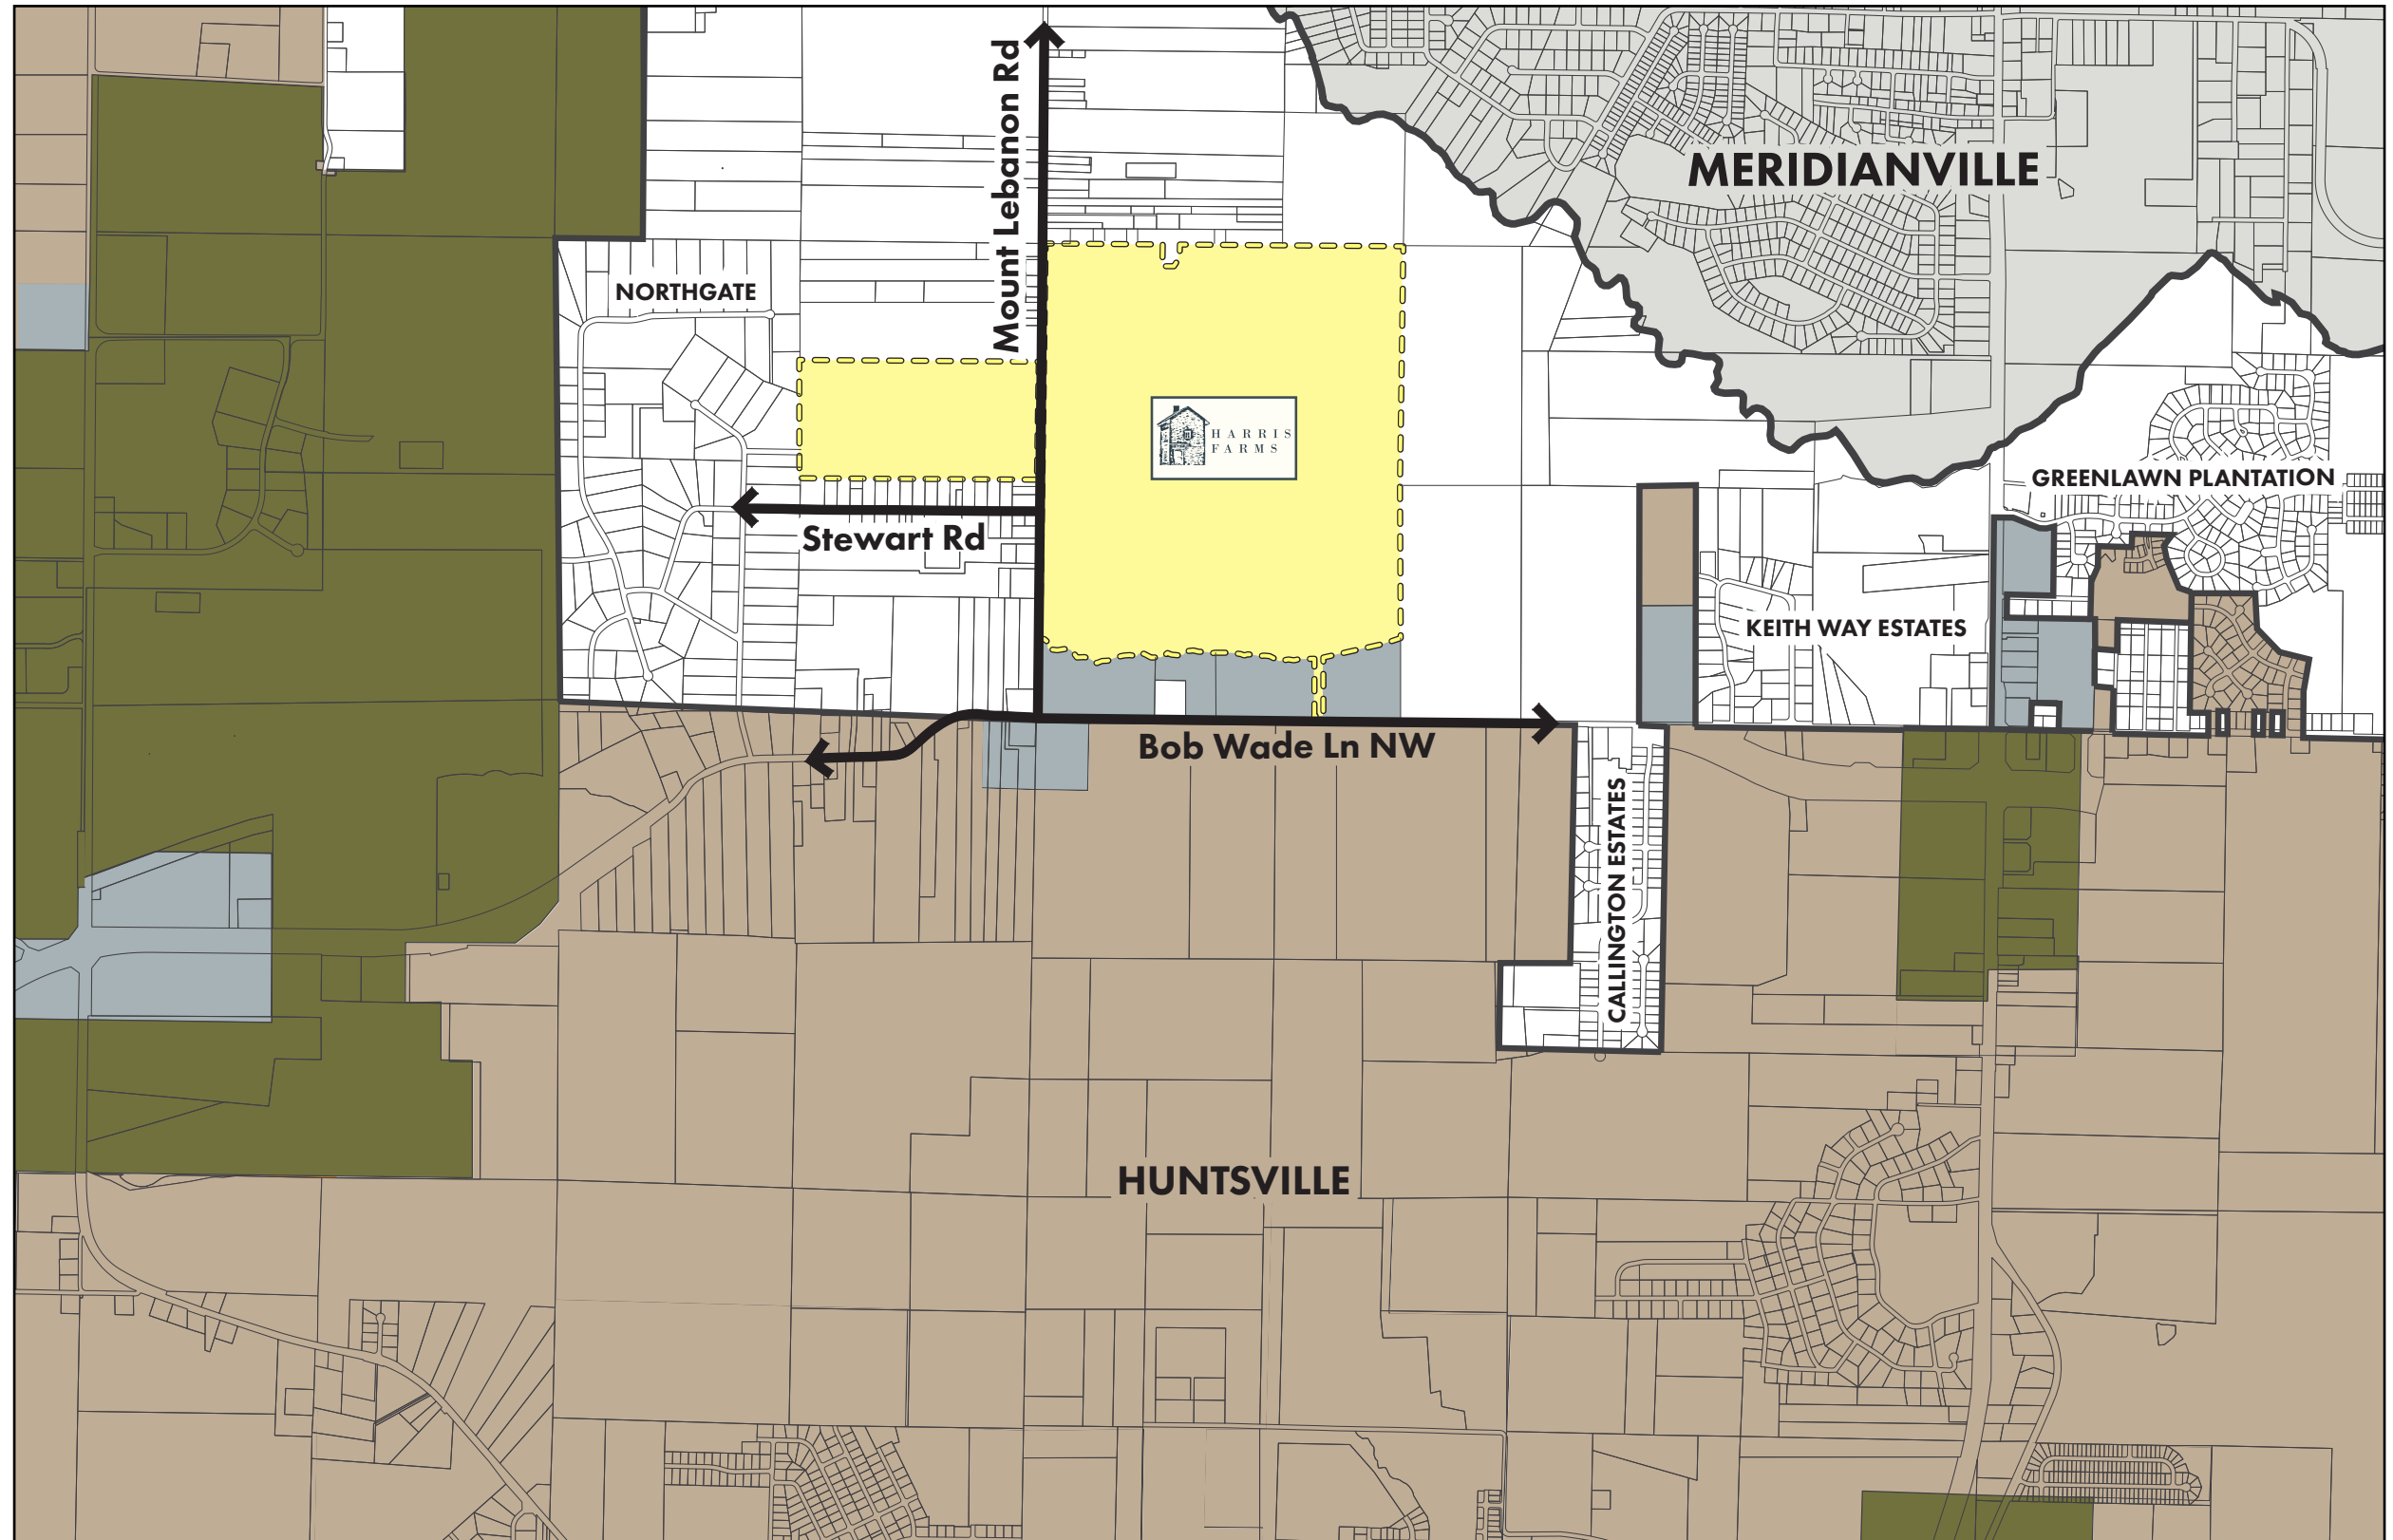 MERIDIANVILLE
Mount Lebanon Rd
NORTHGATE
HARRIS
FARMS
GREENLAWN PLANTATION
Stewart Rd
KEITH WAY ESTATES
Bob Wade Ln NW
CALLINGTON ESTATES
HUNTSVILLE